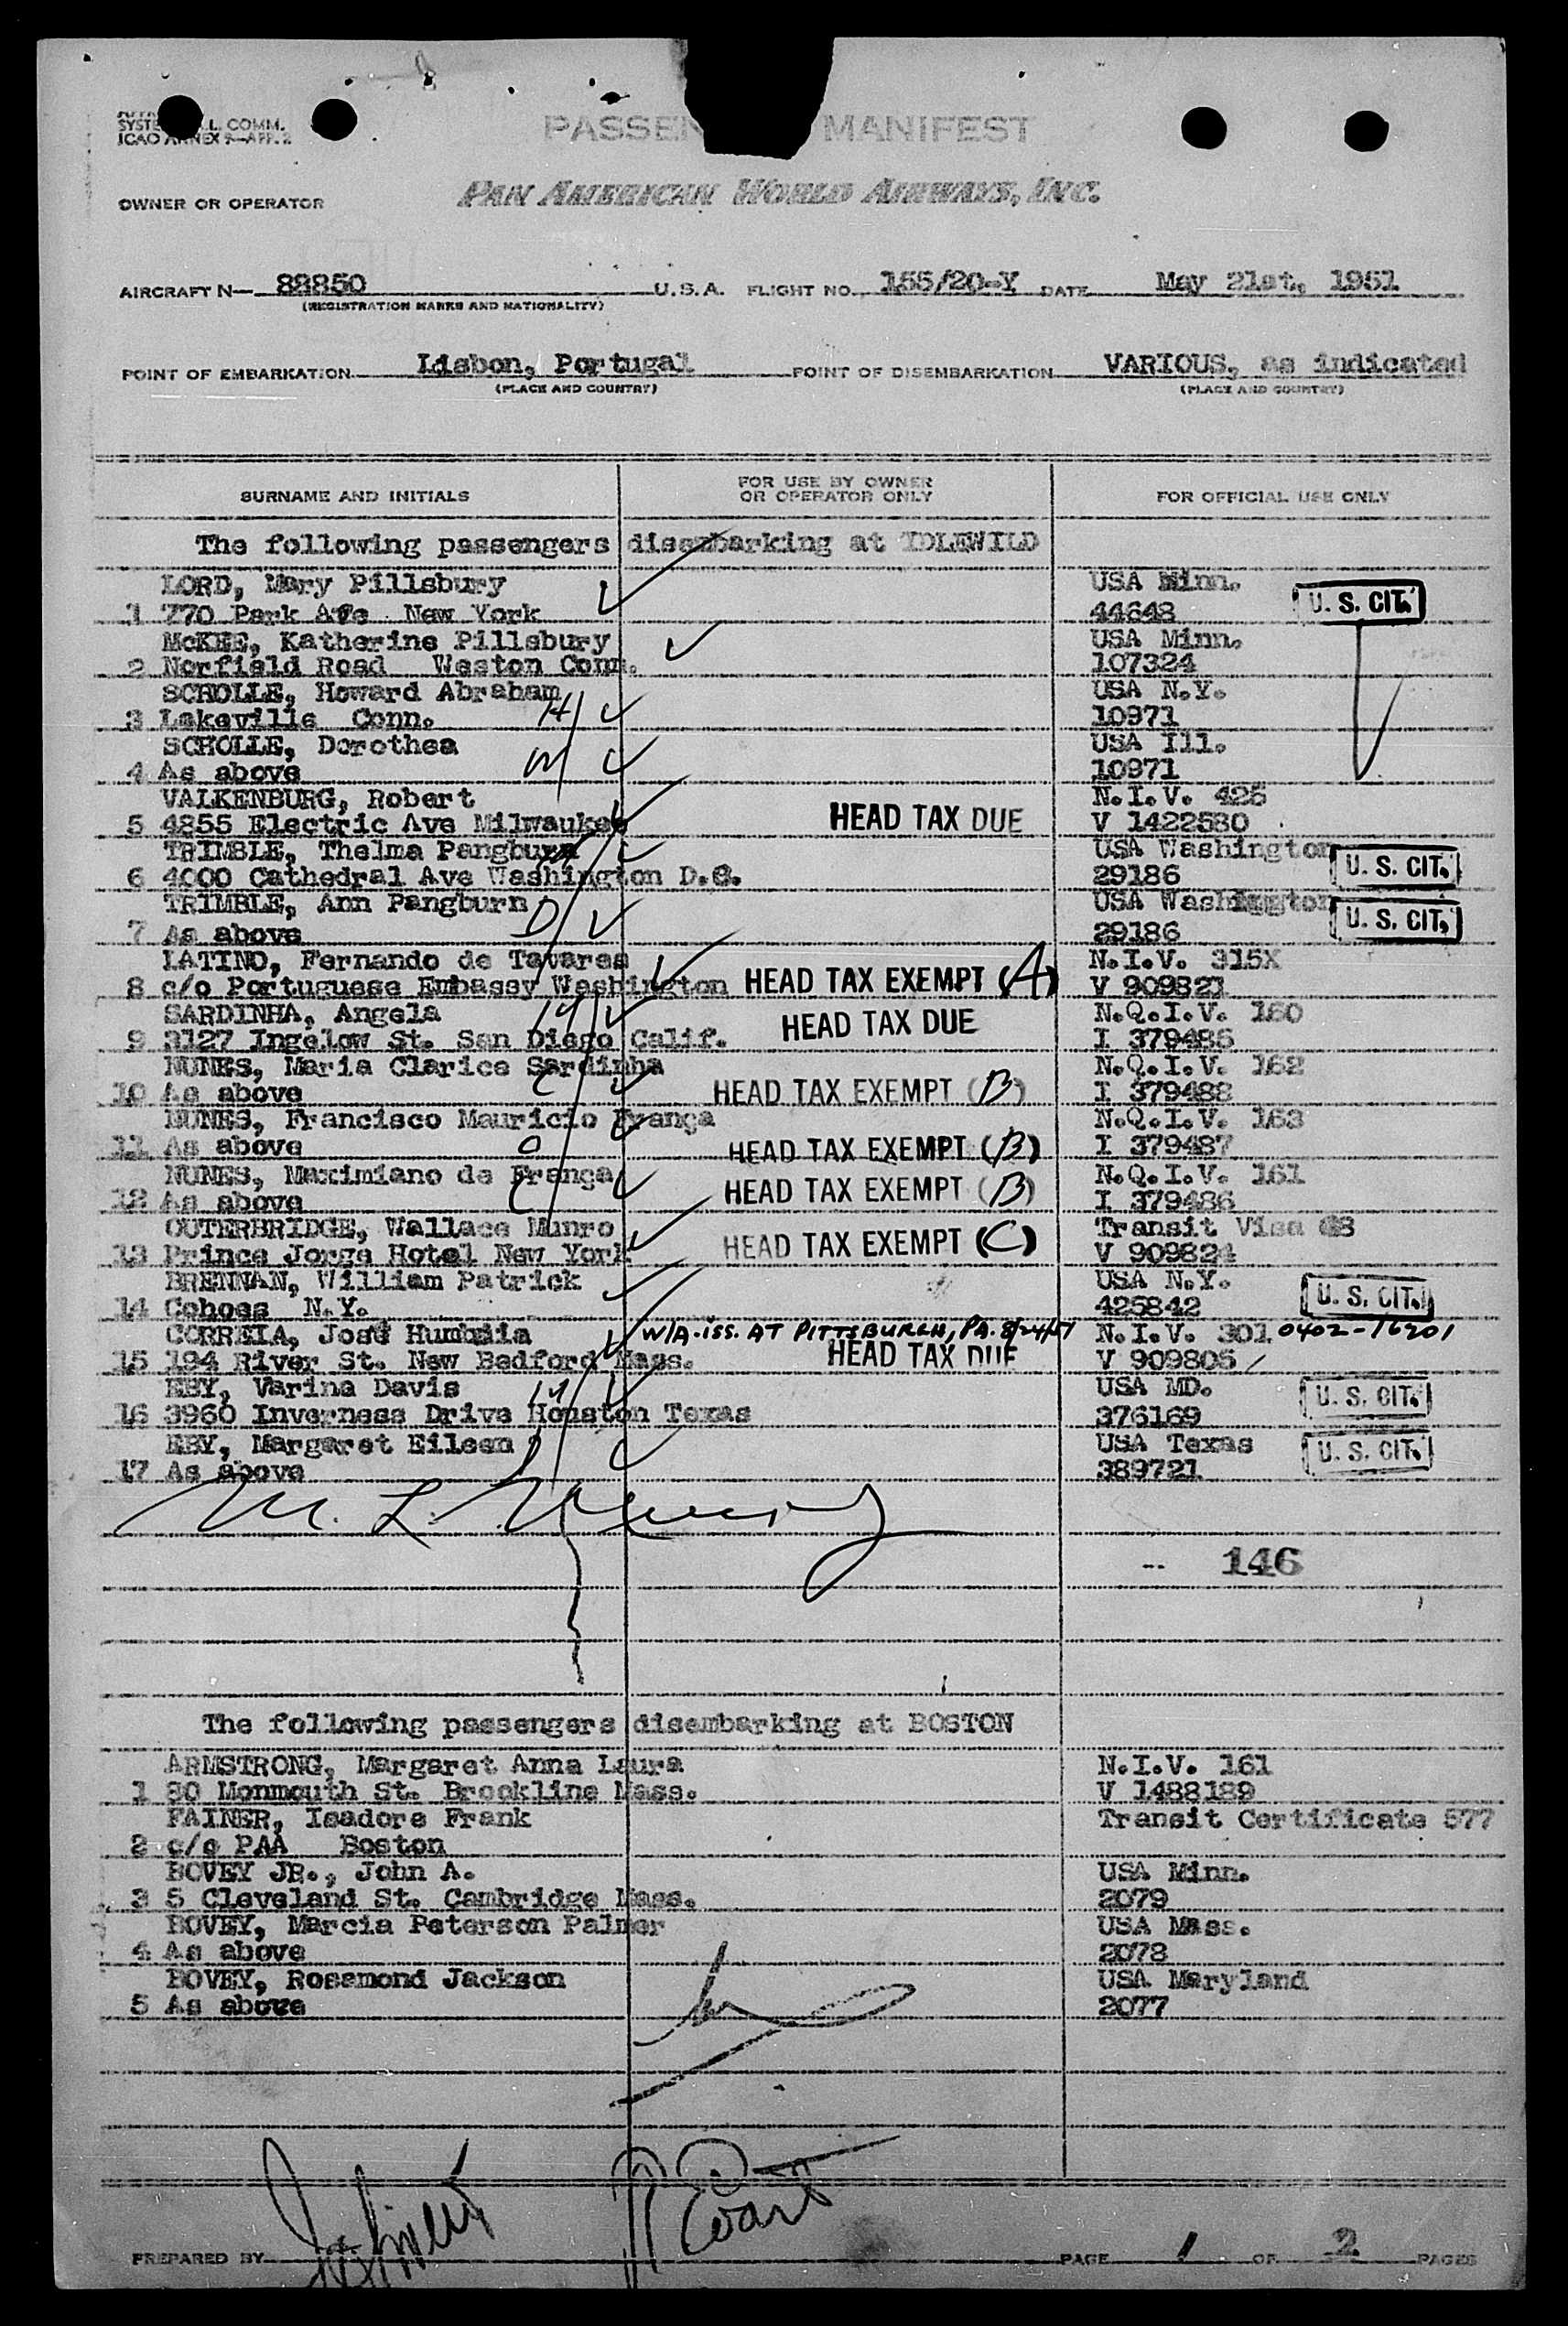 SYSTE L. COMM.
ICAO ANNEX 9—APP. 2
PASSEN MANIFEST
OWNER OR OPERATOR PAN AMERICAN WORLD AIRWAYS, INC.
AIRCRAFT N— 88850 U.S.A. FLIGHT NO. 155/20-Y DATE May 21st, 1951
(REGISTRATION MARKS AND NATIONALITY)
POINT OF EMBARKATION Lisbon, Portugal POINT OF DISEMBARKATION VARIOUS, as indicated
(PLACE AND COUNTRY) (PLACE AND COUNTRY)
SURNAME AND INITIALS FOR USE BY OWNER OR OPERATOR ONLY FOR OFFICIAL USE ONLY
The following passengers disembarking at IDLEWILD
LORD, Mary Pillsbury USA Minn.
1 770 Park Ave New York 44648 U. S. CIT.
McKEE, Katherine Pillsbury USA Minn.
2 Norfield Road Weston Conn. 107324
SCHOLLE, Howard Abraham USA N.Y.
3 Lakeville Conn. H 10971
SCHOLLE, Dorothea USA Ill.
4 As above M 10971
VALKENBURG, Robert N.I.V. 425
5 4855 Electric Ave Milwaukee HEAD TAX DUE V 1422580
TRIMBLE, Thelma Pangburn USA Washington
6 4000 Cathedral Ave Washington D.C. 29186 U. S. CIT.
TRIMBLE, Ann Pangburn USA Washington
7 As above D 29186 U. S. CIT.
LATINO, Fernando de Tavares N.I.V. 315X
8 c/o Portuguese Embassy Washington HEAD TAX EXEMPT (A) V 909821
SARDINHA, Angela M N.Q.I.V. 160
9 3127 Ingelow St. San Diego Calif. HEAD TAX DUE I 379485
NUNES, Maria Clarice Sardinha N.Q.I.V. 162
10 As above C HEAD TAX EXEMPT (B) I 379488
NUNES, Francisco Mauricio França N.Q.I.V. 163
11 As above O HEAD TAX EXEMPT (B) I 379487
NUNES, Maximiano de França N.Q.I.V. 161
12 As above C HEAD TAX EXEMPT (B) I 379486
OUTERBRIDGE, Wallace Munro Transit Visa 68
13 Prince Jorge Hotel New York HEAD TAX EXEMPT (C) V 909824
BRENNAN, William Patrick USA N.Y.
14 Cohoes N.Y. 425842 U. S. CIT.
CORREIA, José W/A-ISS. AT PITTSBURGH, PA. 8/24/51 N.I.V. 301 0402-16201
15 194 River St. New Bedford Mass. HEAD TAX DUE V 909805
EBY, Varina Davis M USA MD.
16 3960 Inverness Drive Houston Texas 376169 U. S. CIT.
EBY, Margaret Eileen D USA Texas
17 As above 389721 U. S. CIT.
M. L.
-- 146
The following passengers disembarking at BOSTON
ARMSTRONG, Margaret Anna Laura N.I.V. 161
1 80 Monmouth St. Brookline Mass. V 1488189
FAINER, Isadore Frank Transit Certificate 577
2 c/o PAA Boston
BOVEY JR., John A. USA Minn.
3 5 Cleveland St. Cambridge Mass. 2079
BOVEY, Marcia Peterson Palmer USA Mass.
4 As above 2078
BOVEY, Rosamond Jackson USA Maryland
5 As above 2077
PREPARED BY PAGE 1 OF 2 PAGES